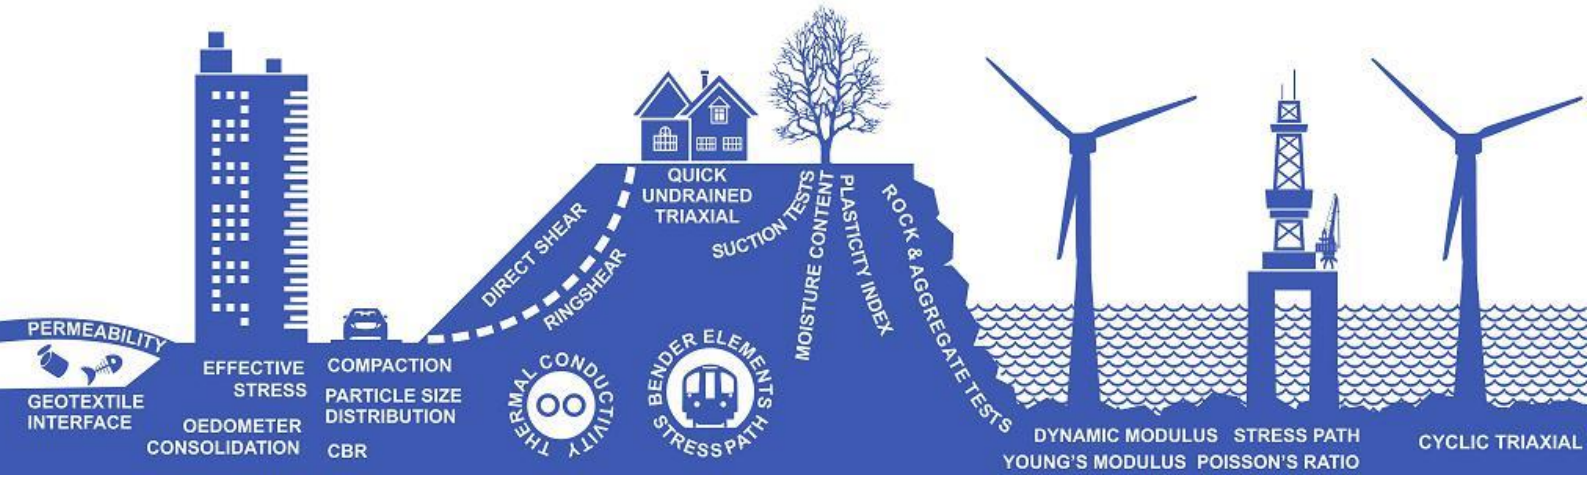 PERMEABILITY
GEOTEXTILE
INTERFACE
EFFECTIVE
STRESS
OEDOMETER
CONSOLIDATION
COMPACTION
PARTICLE SIZE
DISTRIBUTION
CBR
DIRECT SHEAR
RINGSHEAR
QUICK
UNDRAINED
TRIAXIAL
THERMAL CONDUCTIVITY
BENDER ELEMENTS
STRESS PATH
SUCTION TESTS
MOISTURE CONTENT
PLASTICITY INDEX
ROCK & AGGREGATE TESTS
DYNAMIC MODULUS
YOUNG'S MODULUS
STRESS PATH
POISSON'S RATIO
CYCLIC TRIAXIAL